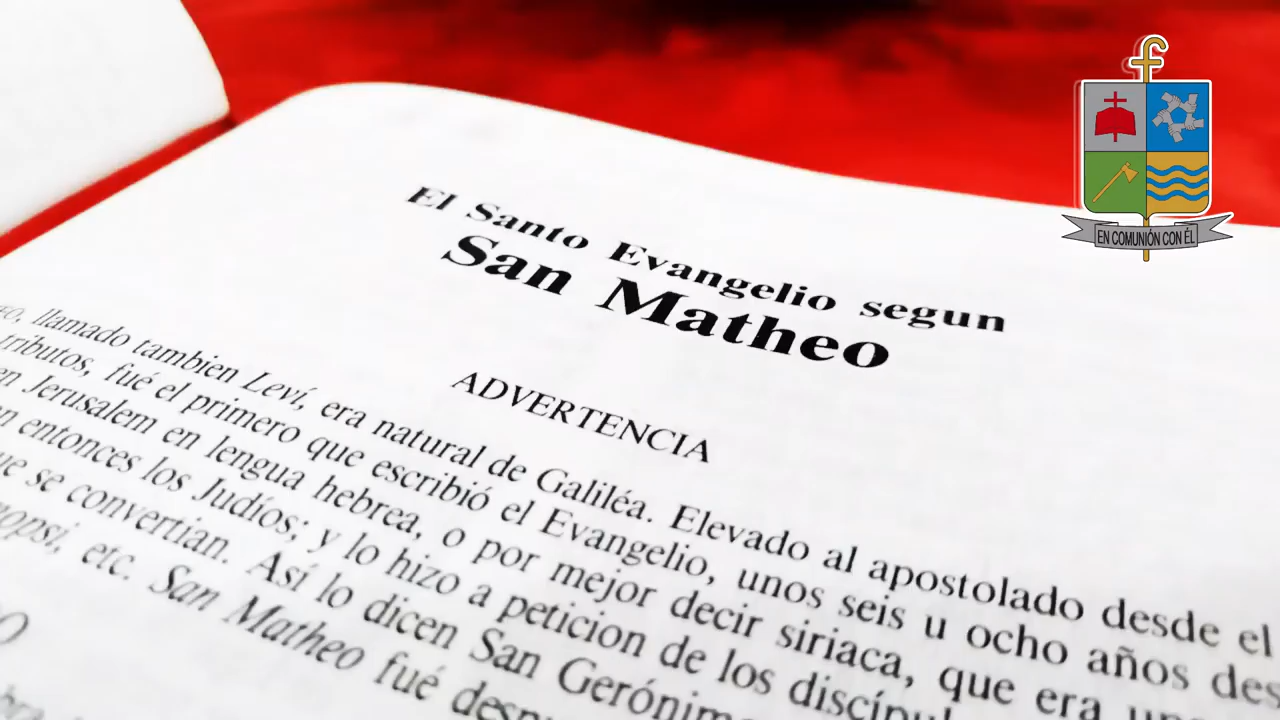 El Santo Evangelio segun
San Matheo
ADVERTENCIA
llamado tambien Leví, era natural de Galiléa. Elevado al apostolado desde el
tributos, fué el primero que escribió el Evangelio, unos seis u ocho años des
en Jerusalem en lengua hebrea, o por mejor decir siriaca, que era un
entonces los Judíos; y lo hizo a peticion de los discípul
se convertian. Así lo dicen San Gerónim
etc. San Matheo fué desp
EN COMUNIÓN CON ÉL